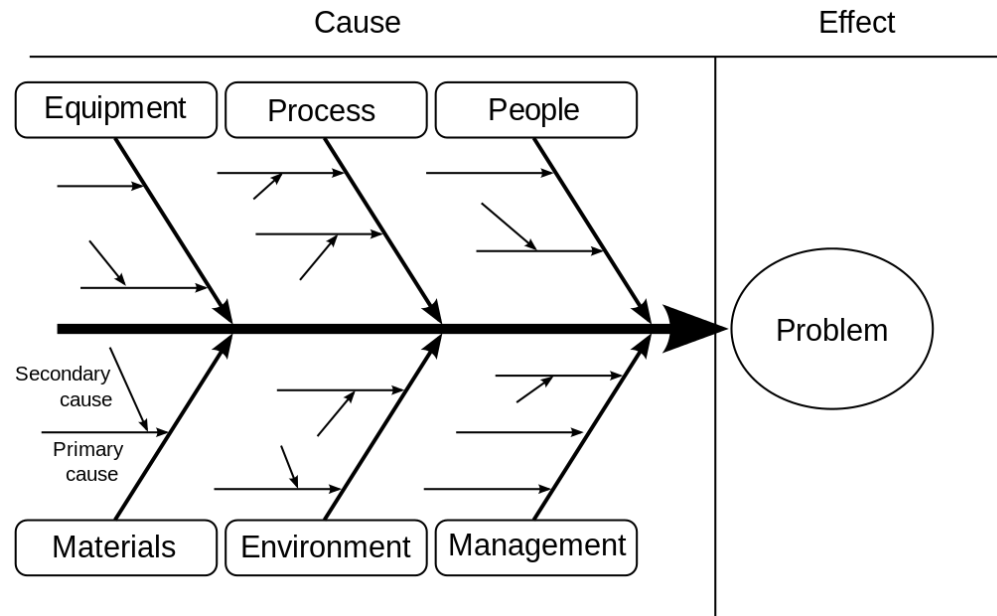 Cause
Effect
Equipment
Process
People
Problem
Secondary
cause
Primary
cause
Materials
Environment
Management